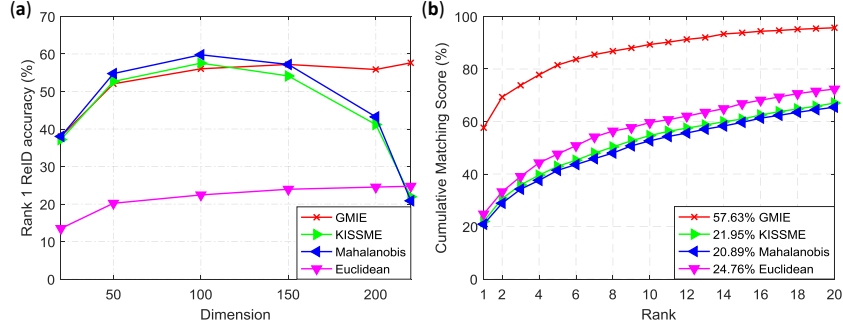 (a)
70
60
50
40
30
20
10
0
Rank 1 ReID accuracy (%)
50
100
150
200
Dimension
GMIE
KISSME
Mahalanobis
Euclidean
(b)
100
80
60
40
20
0
Cumulative Matching Score (%)
1 2 4 6 8 10 12 14 16 18 20
Rank
57.63% GMIE
21.95% KISSME
20.89% Mahalanobis
24.76% Euclidean